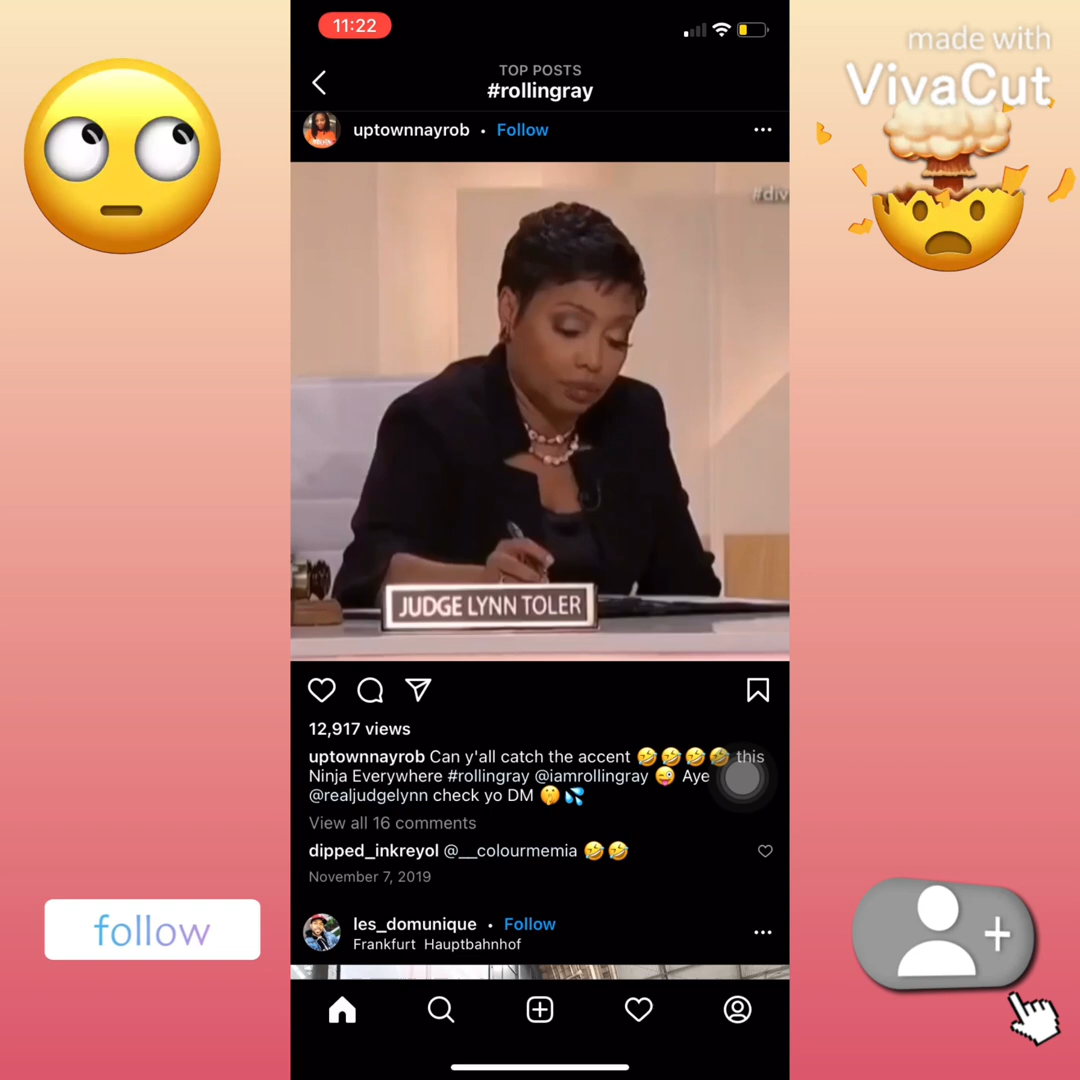 11:22
made with
VivaCut
TOP POSTS
#rollingray
uptownnayrob • Follow
#div
JUDGE LYNN TOLER
12,917 views
uptownnayrob Can y'all catch the accent 🤣🤣🤣🤣 this
Ninja Everywhere #rollingray @iamrollingray 😜 Aye
@realjudgelynn check yo DM 🤫💦
View all 16 comments
dipped_inkreyol @__colourmemia 🤣🤣
November 7, 2019
les_domunique • Follow
Frankfurt Hauptbahnhof
follow